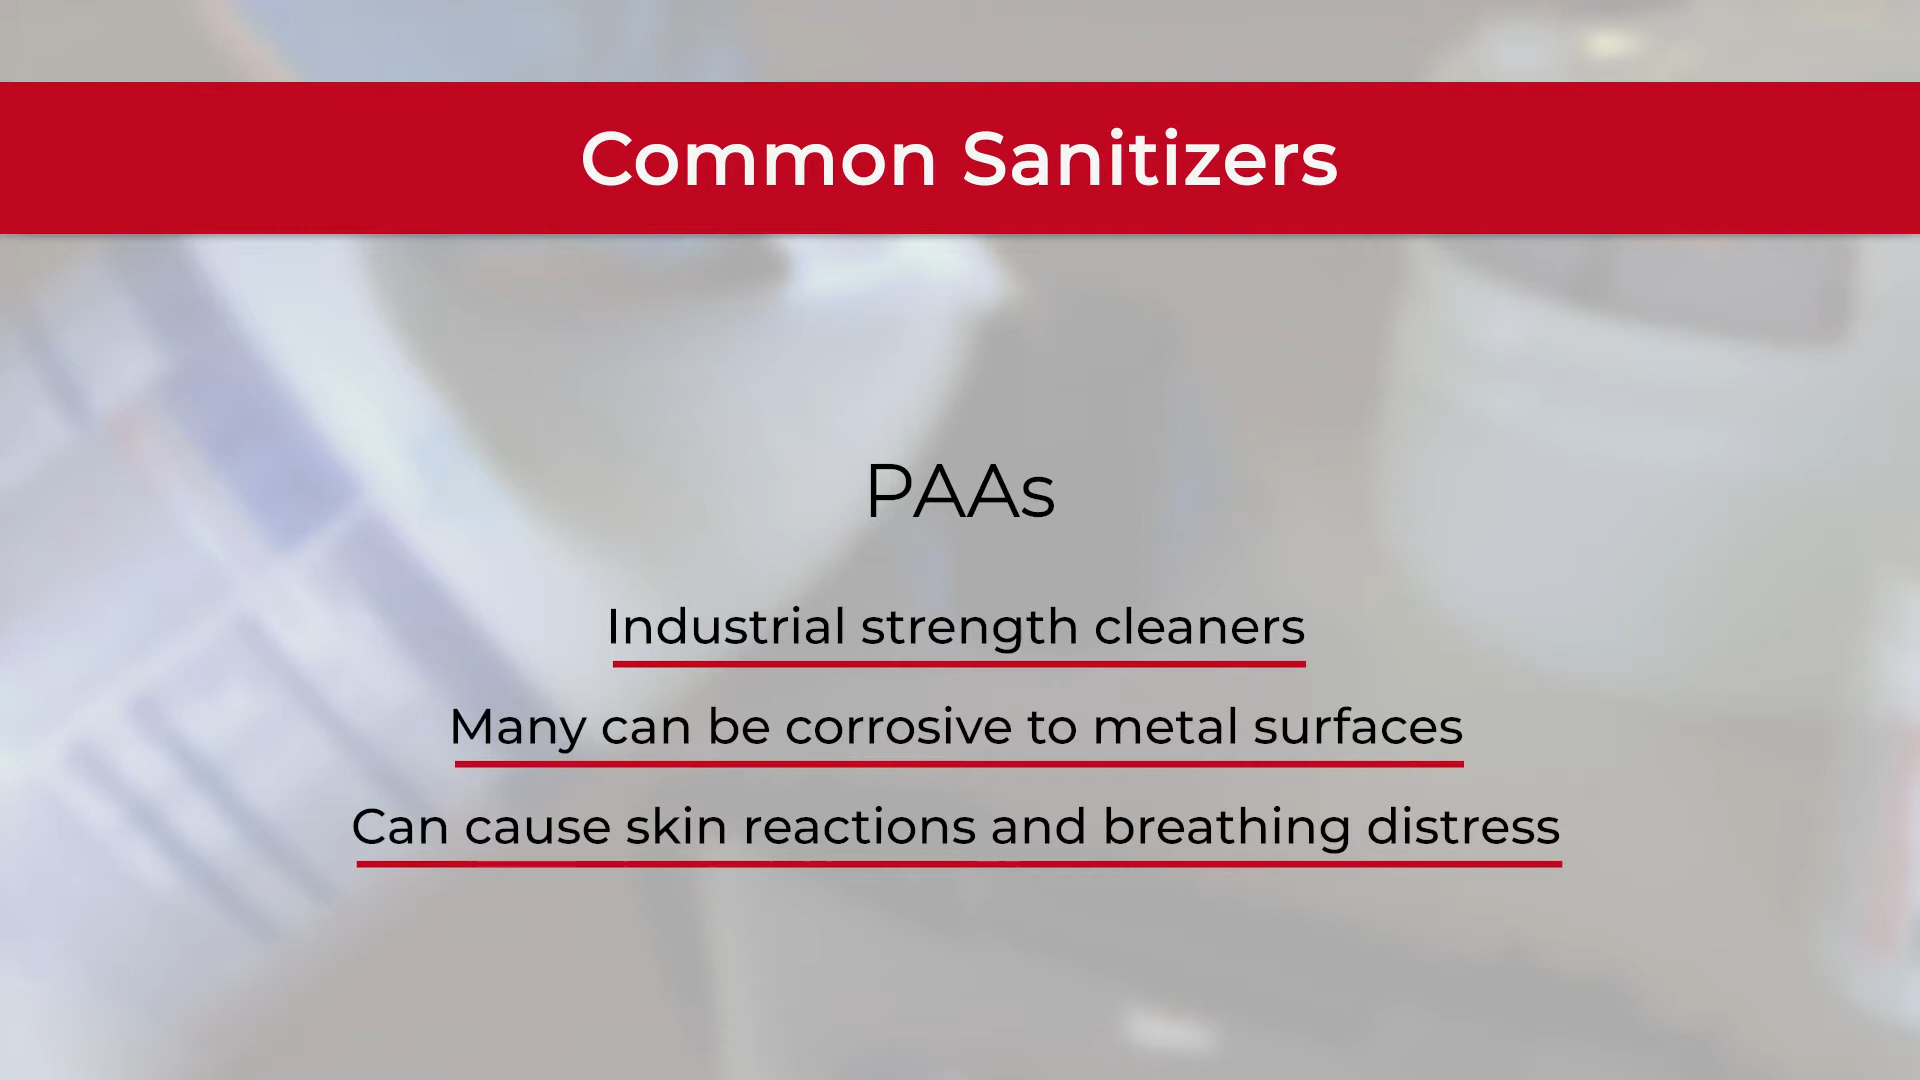 Common Sanitizers
PAAs
Industrial strength cleaners
Many can be corrosive to metal surfaces
Can cause skin reactions and breathing distress